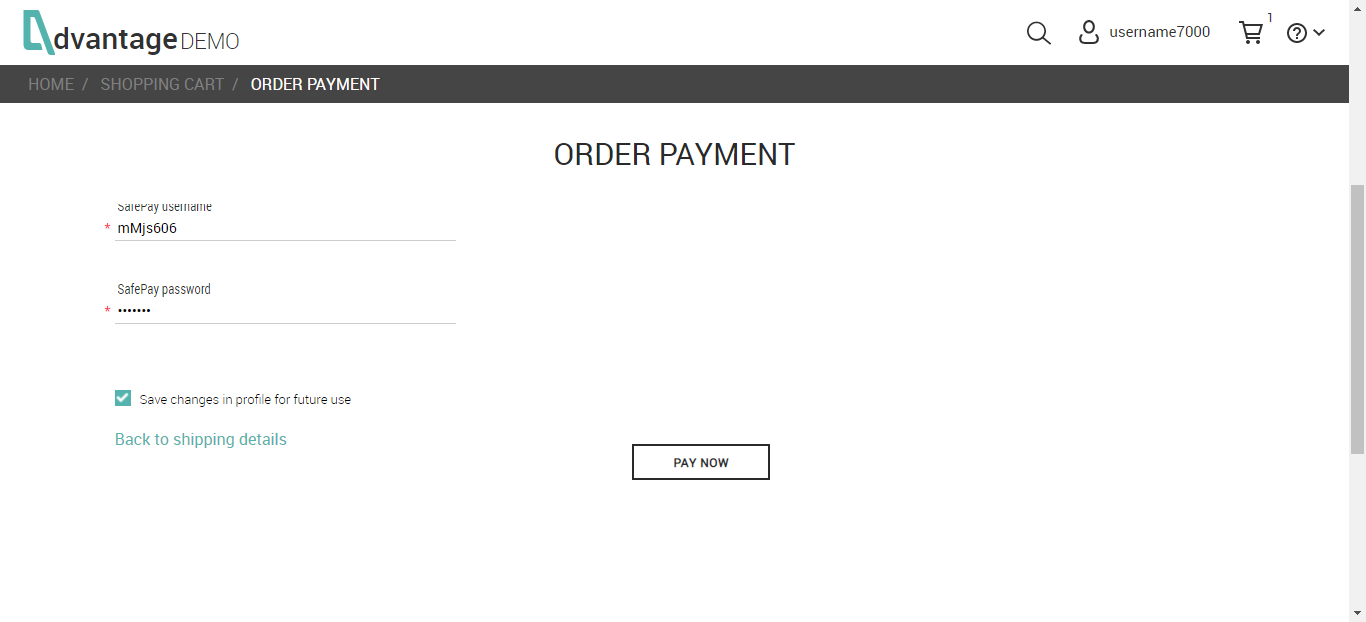 dvantage DEMO
username7000
1
HOME / SHOPPING CART / ORDER PAYMENT
ORDER PAYMENT
SafePay username
* mMjs606
SafePay password
* •••••••
Save changes in profile for future use
Back to shipping details
PAY NOW